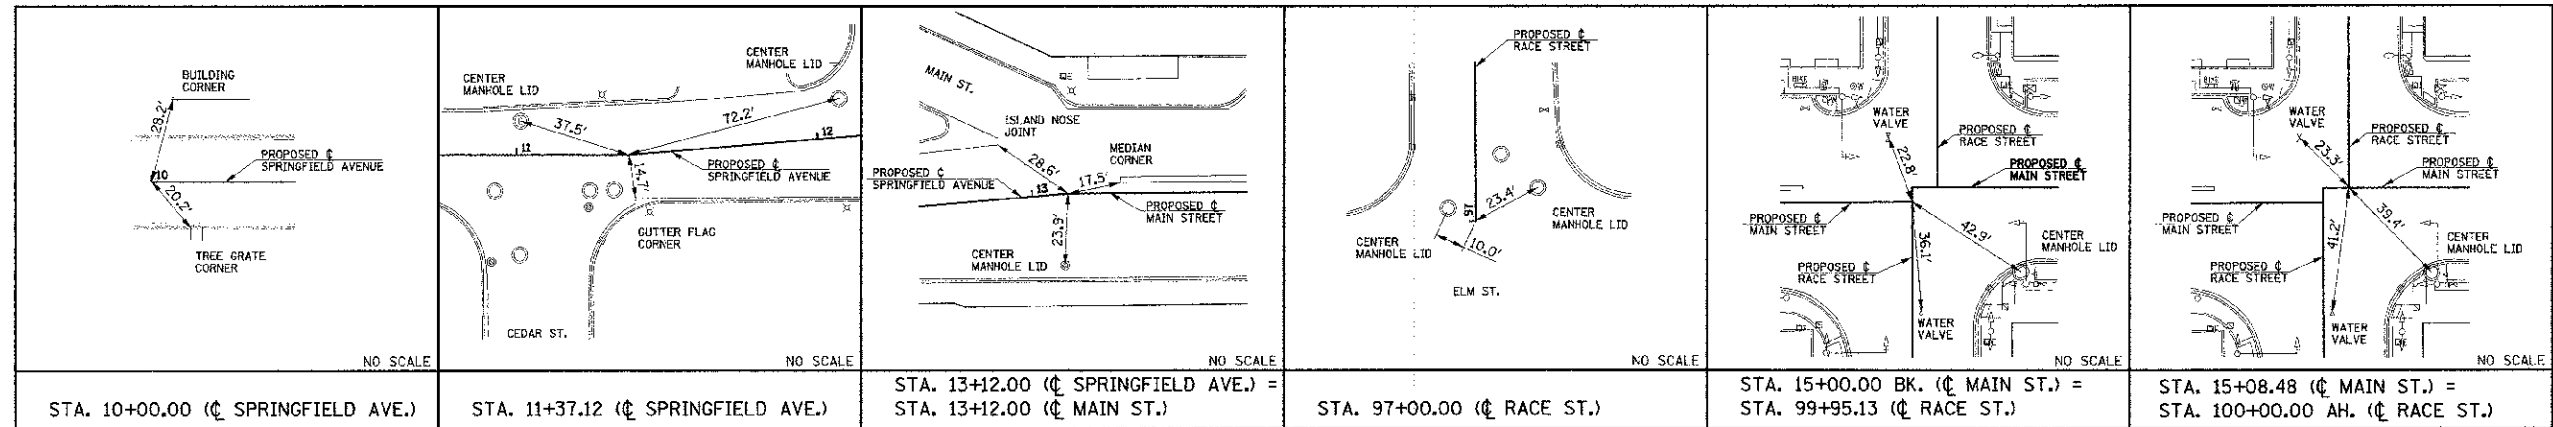 BUILDING
CORNER
28.2'
PROPOSED ℄
SPRINGFIELD AVENUE
10
20.2'
TREE GRATE
CORNER
NO SCALE
STA. 10+00.00 (℄ SPRINGFIELD AVE.)
CENTER
MANHOLE LID
CENTER
MANHOLE LID
37.5'
72.2'
11
12
PROPOSED ℄
SPRINGFIELD AVENUE
14.7'
GUTTER FLAG
CORNER
CEDAR ST.
NO SCALE
STA. 11+37.12 (℄ SPRINGFIELD AVE.)
MAIN ST.
ISLAND NOSE
JOINT
MEDIAN
CORNER
28.6'
17.5'
PROPOSED ℄
SPRINGFIELD AVENUE
13
PROPOSED ℄
MAIN STREET
23.9'
CENTER
MANHOLE LID
NO SCALE
STA. 13+12.00 (℄ SPRINGFIELD AVE.) =
STA. 13+12.00 (℄ MAIN ST.)
PROPOSED ℄
RACE STREET
97
23.4'
CENTER
MANHOLE LID
CENTER
MANHOLE LID
10.0'
ELM ST.
NO SCALE
STA. 97+00.00 (℄ RACE ST.)
BIKE
WATER
VALVE
PROPOSED ℄
RACE STREET
22.8'
PROPOSED ℄
MAIN STREET
PROPOSED ℄
MAIN STREET
42.9'
36.1'
CENTER
MANHOLE LID
PROPOSED ℄
RACE STREET
WATER
VALVE
NO SCALE
STA. 15+00.00 BK. (℄ MAIN ST.) =
STA. 99+95.13 (℄ RACE ST.)
BIKE
WATER
VALVE
PROPOSED ℄
RACE STREET
23.3'
PROPOSED ℄
MAIN STREET
PROPOSED ℄
MAIN STREET
39.4'
41.2'
CENTER
MANHOLE LID
PROPOSED ℄
RACE STREET
WATER
VALVE
NO SCALE
STA. 15+08.48 (℄ MAIN ST.) =
STA. 100+00.00 AH. (℄ RACE ST.)